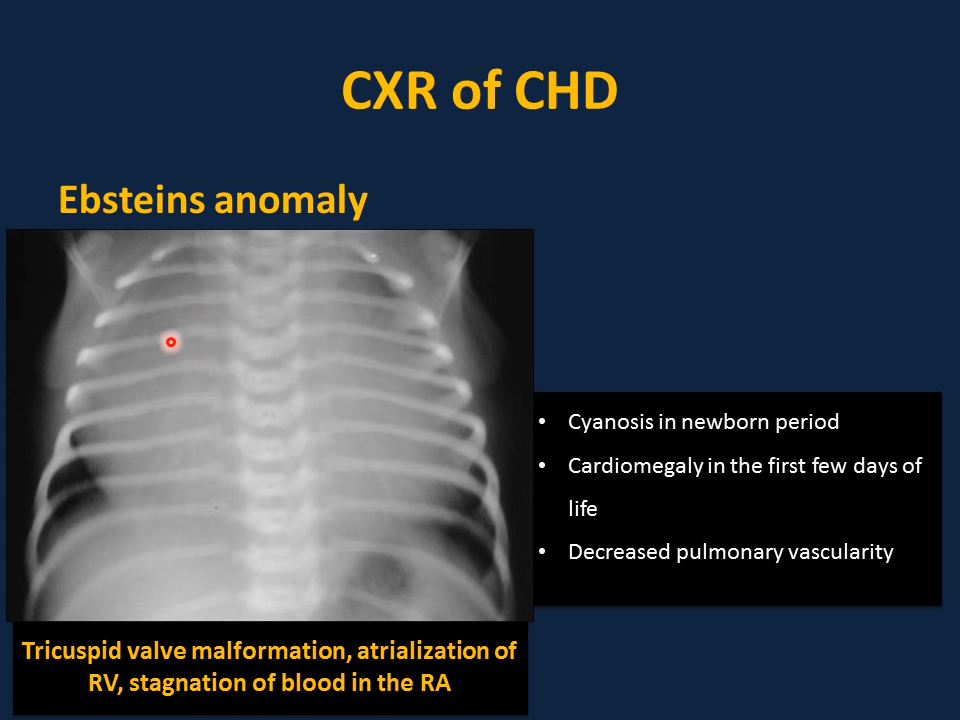 CXR of CHD
Ebsteins anomaly
• Cyanosis in newborn period
• Cardiomegaly in the first few days of
life
• Decreased pulmonary vascularity
Tricuspid valve malformation, atrialization of
RV, stagnation of blood in the RA